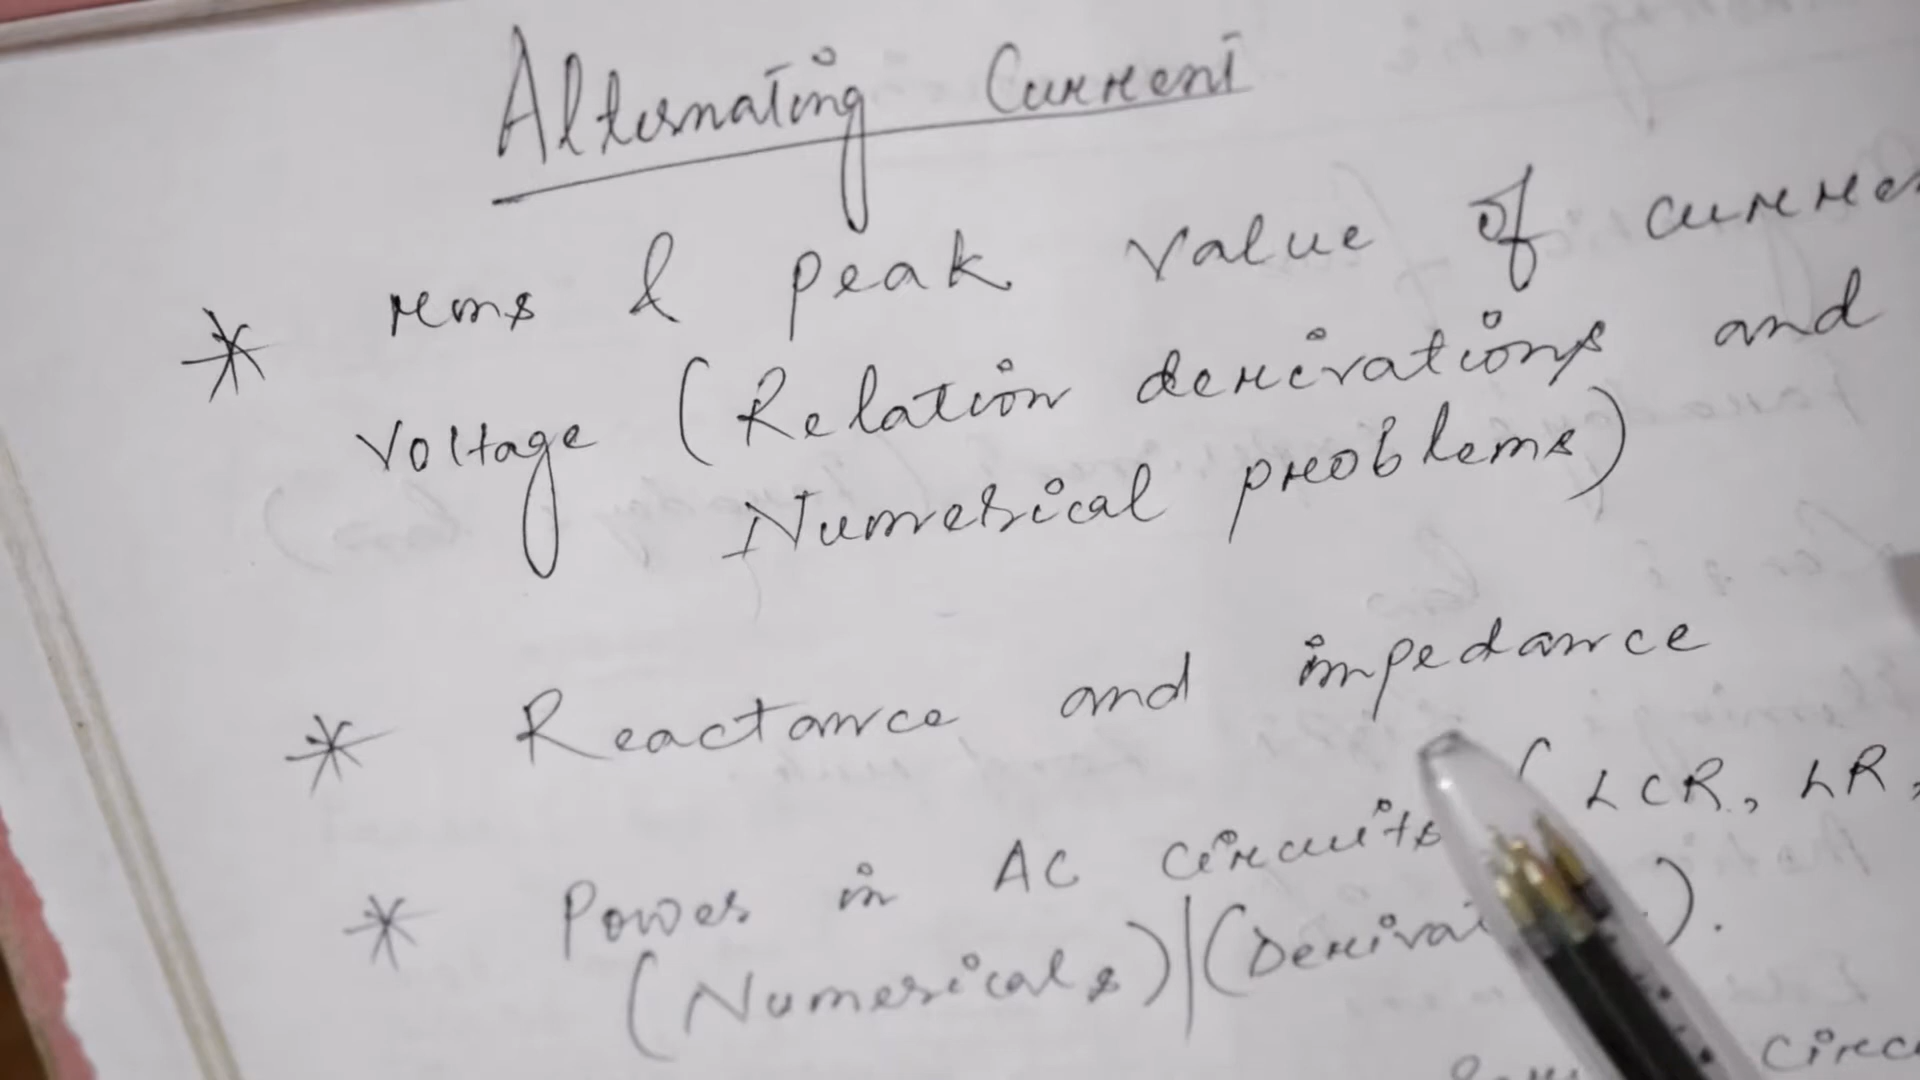 Alternating Current
* rms & peak value of
Voltage (Relation derivations and
Numerical problems)
* Reactance and impedance
* Power in AC circuits ( LCR, LR,
(Numericals)|( ).